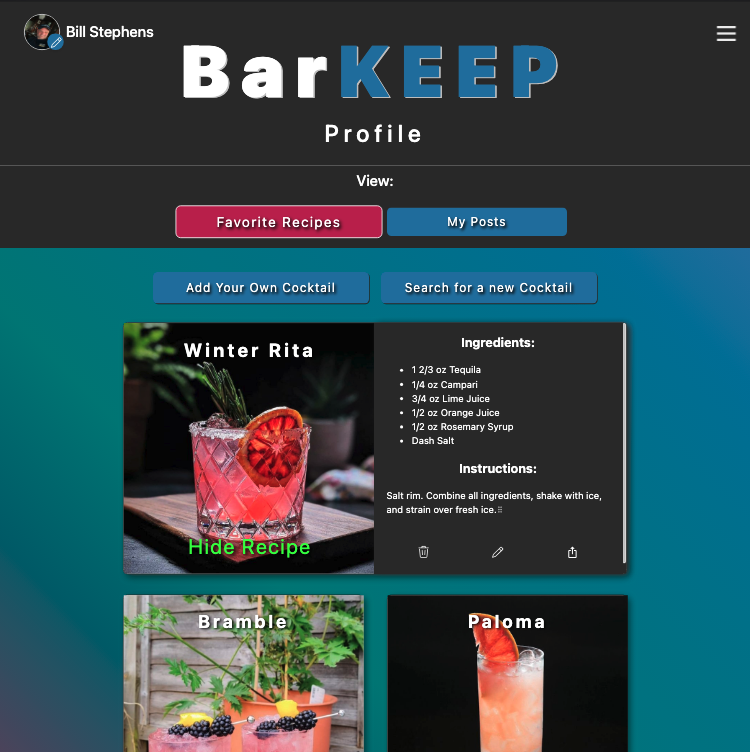 Bill Stephens
BarKEEP
Profile
View:
Favorite Recipes
My Posts
Add Your Own Cocktail
Search for a new Cocktail
Winter Rita
Hide Recipe
Ingredients:
• 1 2/3 oz Tequila
• 1/4 oz Campari
• 3/4 oz Lime Juice
• 1/2 oz Orange Juice
• 1/2 oz Rosemary Syrup
• Dash Salt
Instructions:
Salt rim. Combine all ingredients, shake with ice,
and strain over fresh ice.
Bramble
Paloma